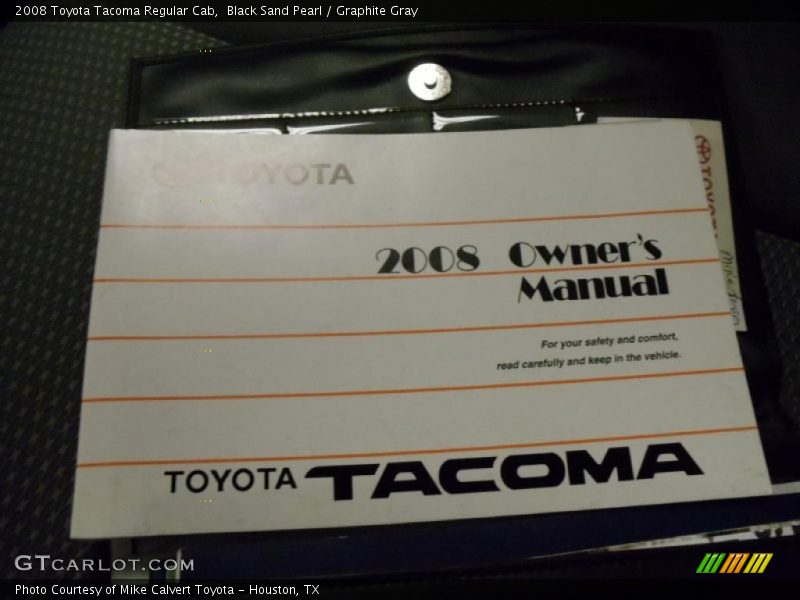 2008 Toyota Tacoma Regular Cab,  Black Sand Pearl / Graphite Gray
TOYOTA
2008 Owner's
Manual
For your safety and comfort,
read carefully and keep in the vehicle.
TOYOTA TACOMA
GTCARLOT.COM
Photo Courtesy of Mike Calvert Toyota - Houston, TX